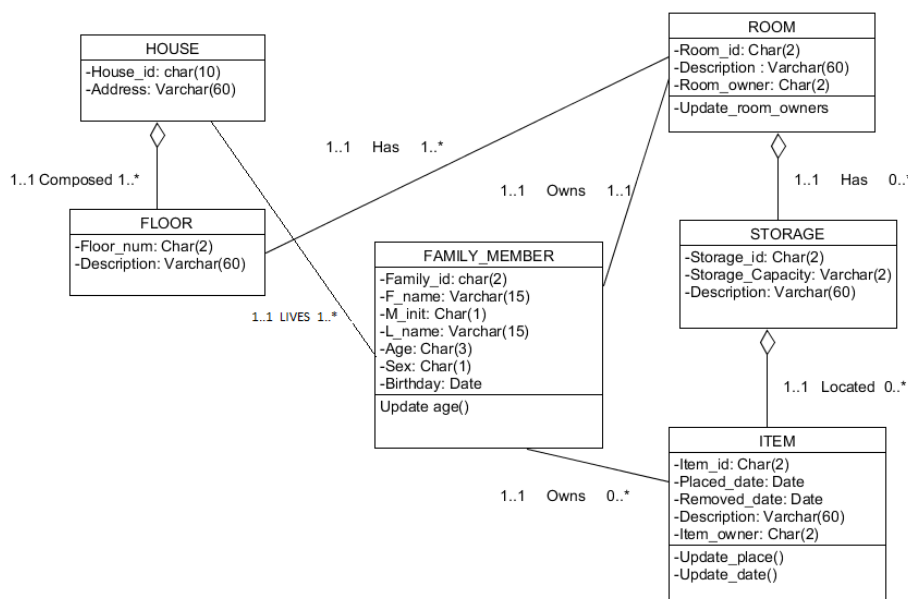 HOUSE
-House_id: char(10)
-Address: Varchar(60)
ROOM
-Room_id: Char(2)
-Description : Varchar(60)
-Room_owner: Char(2)
-Update_room_owners
1..1 Has 1..*
1..1 Composed 1..*
1..1 Owns 1..1
1..1 Has 0..*
FLOOR
-Floor_num: Char(2)
-Description: Varchar(60)
STORAGE
-Storage_id: Char(2)
-Storage_Capacity: Varchar(2)
-Description: Varchar(60)
FAMILY_MEMBER
-Family_id: char(2)
-F_name: Varchar(15)
-M_init: Char(1)
-L_name: Varchar(15)
-Age: Char(3)
-Sex: Char(1)
-Birthday: Date
Update age()
1..1 LIVES 1..*
1..1 Located 0..*
ITEM
-Item_id: Char(2)
-Placed_date: Date
-Removed_date: Date
-Description: Varchar(60)
-Item_owner: Char(2)
-Update_place()
-Update_date()
1..1 Owns 0..*